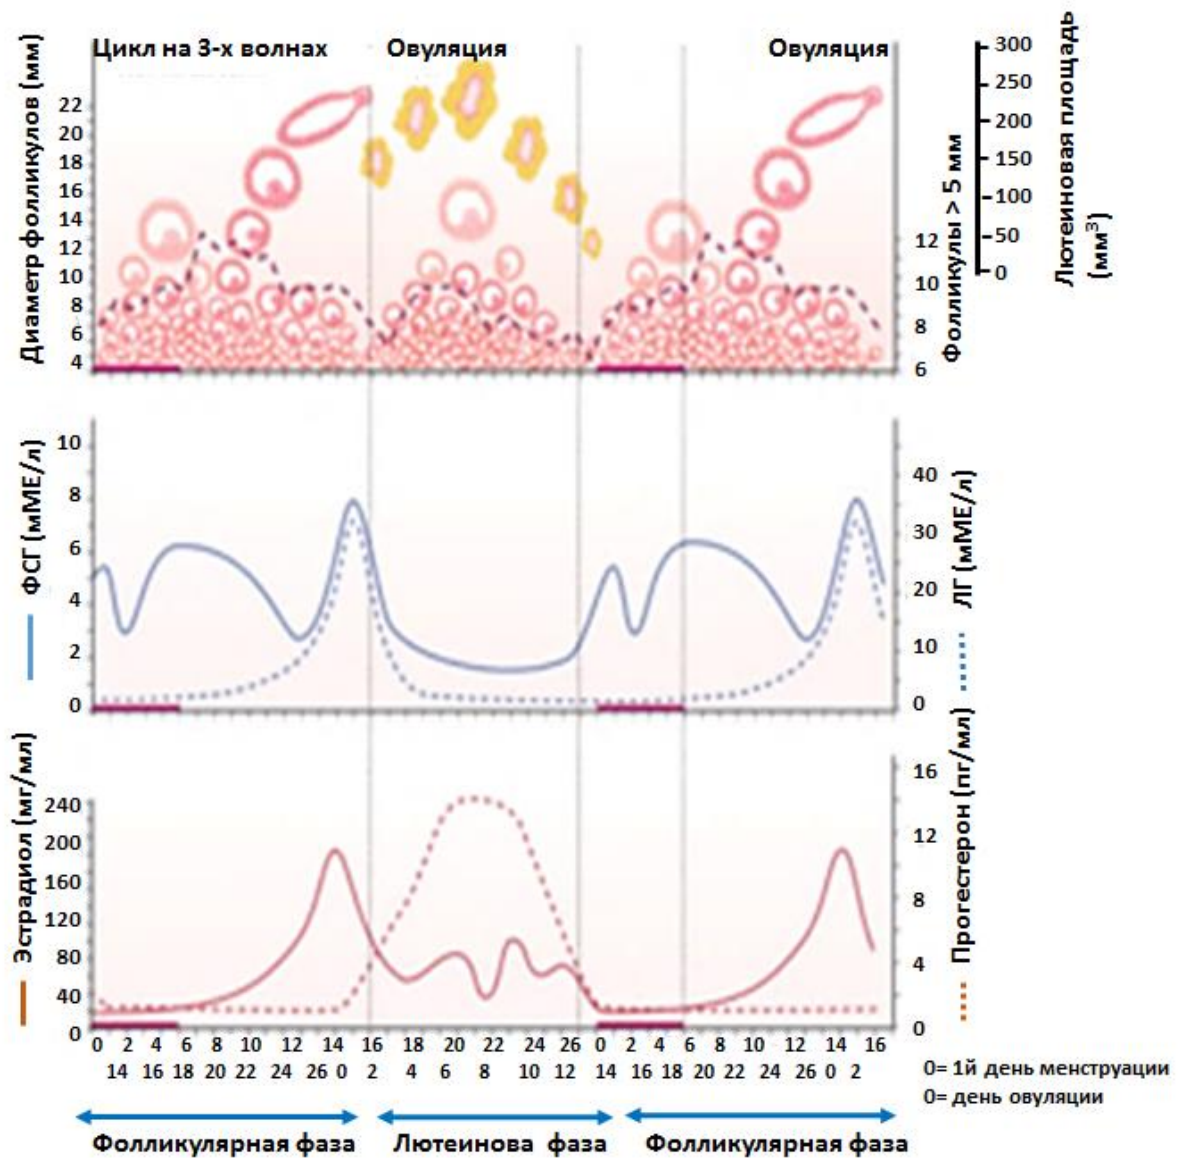 Цикл на 3-х волнах
Овуляция
Овуляция
Диаметр фолликулов (мм)
22
20
18
16
14
12
10
8
6
4
12
10
8
6
Фолликулы > 5 мм
300
250
200
150
100
50
0
Лютеиновая площадь
(мм³)
ФСГ (мМЕ/л)
10
8
6
4
2
0
40
30
20
10
0
ЛГ (мМЕ/л)
Эстрадиол (мг/мл)
240
200
160
120
80
40
0
16
12
8
4
0
Прогестерон (пг/мл)
0 2 4 6 8 10 12 14 16 18 20 22 24 26 0 2 4 6 8 10 12 14 16
14 16 18 20 22 24 26 0 2 4 6 8 10 12 14 16 18 20 22 24 26 0 2
0= 1й день менструации
0= день овуляции
Фолликулярная фаза
Лютеинова фаза
Фолликулярная фаза